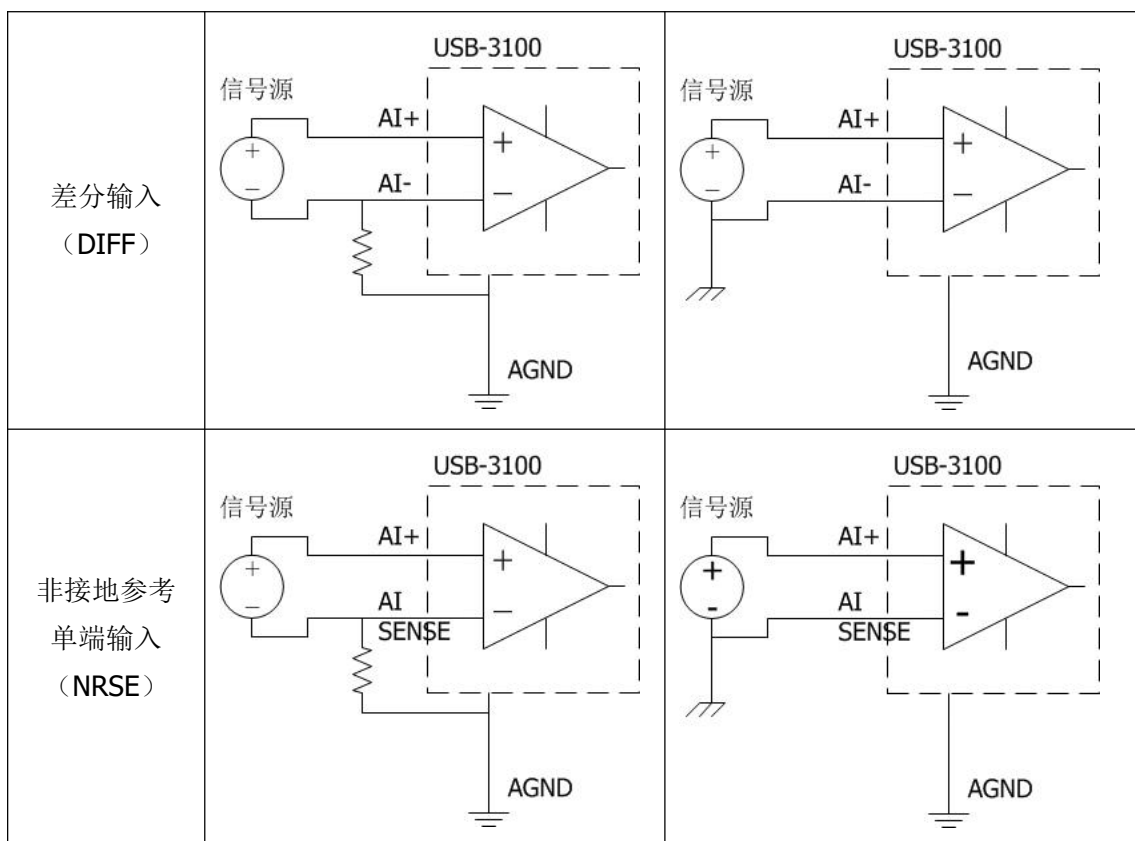 差分输入
（DIFF）
USB-3100
信号源
AI+
+
+
AI-
−
−
AGND
USB-3100
信号源
AI+
+
+
AI-
−
−
AGND
非接地参考
单端输入
（NRSE）
USB-3100
信号源
AI+
+
+
AI
−
−
SENSE
AGND
USB-3100
信号源
AI+
+
+
AI
-
-
SENSE
AGND